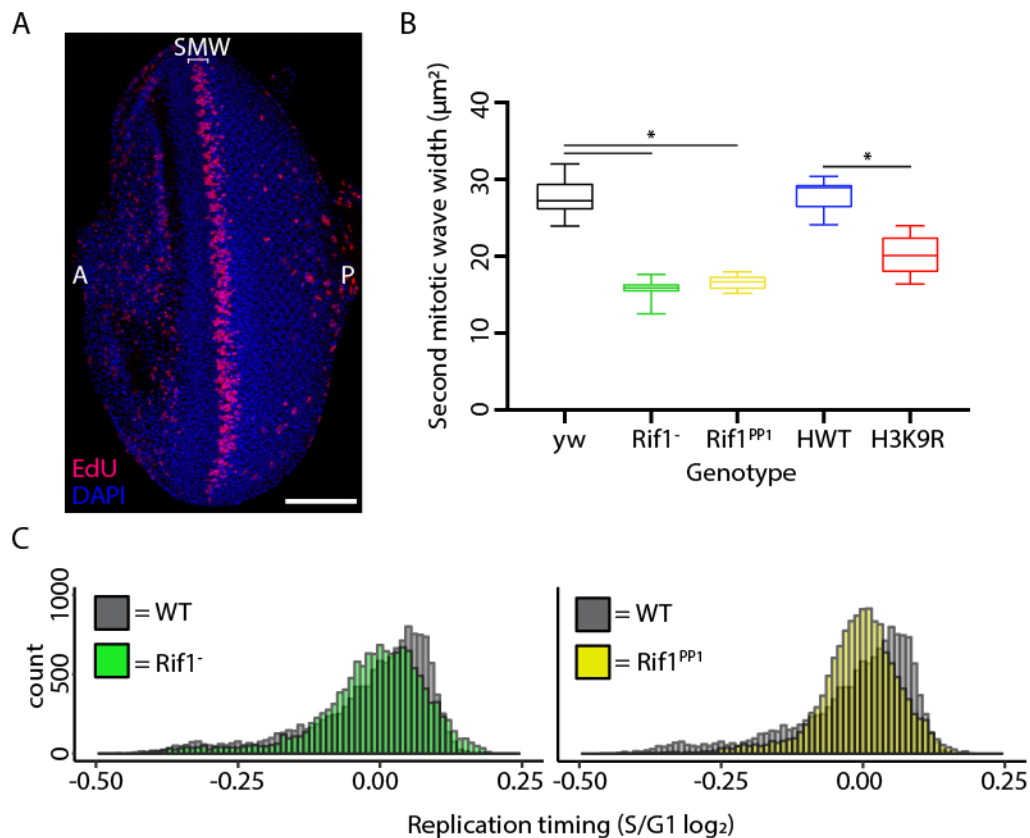 A
SMW
A
P
EdU
DAPI
B
Second mitotic wave width (µm²)
40
30
20
10
0
*
*
yw
Rif1⁻
Rif1ᴾᴾ¹
HWT
H3K9R
Genotype
C
count
1000
500
0
= WT
= Rif1⁻
= WT
= Rif1ᴾᴾ¹
-0.50
-0.25
0.00
0.25
-0.50
-0.25
0.00
0.25
Replication timing (S/G1 log₂)